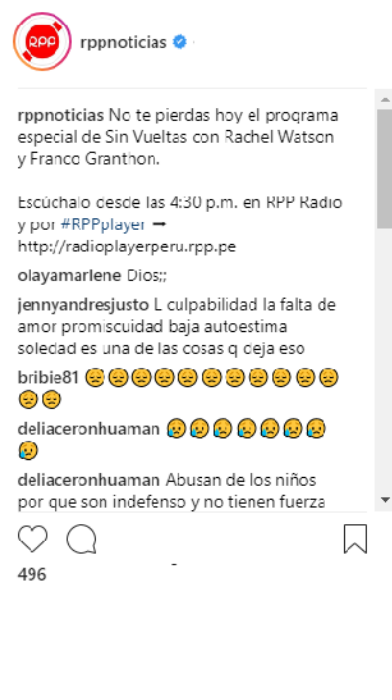 RPP
rppnoticias
rppnoticias No te pierdas hoy el programa
especial de Sin Vueltas con Rachel Watson
y Franco Granthon.
Escúchalo desde las 4:30 p.m. en RPP Radio
y por #RPPplayer ➡
http://radioplayerperu.rpp.pe
olayamarlene Dios;;
jennyandresjusto L culpabilidad la falta de
amor promiscuidad baja autoestima
soledad es una de las cosas q deja eso
bribie81 😔😔😔😔😔😔😔😔😔😔😔
😔😔
deliaceronhuaman 😢😢😢😢😢😢😢
😢
deliaceronhuaman Abusan de los niños
por que son indefenso y no tienen fuerza
496